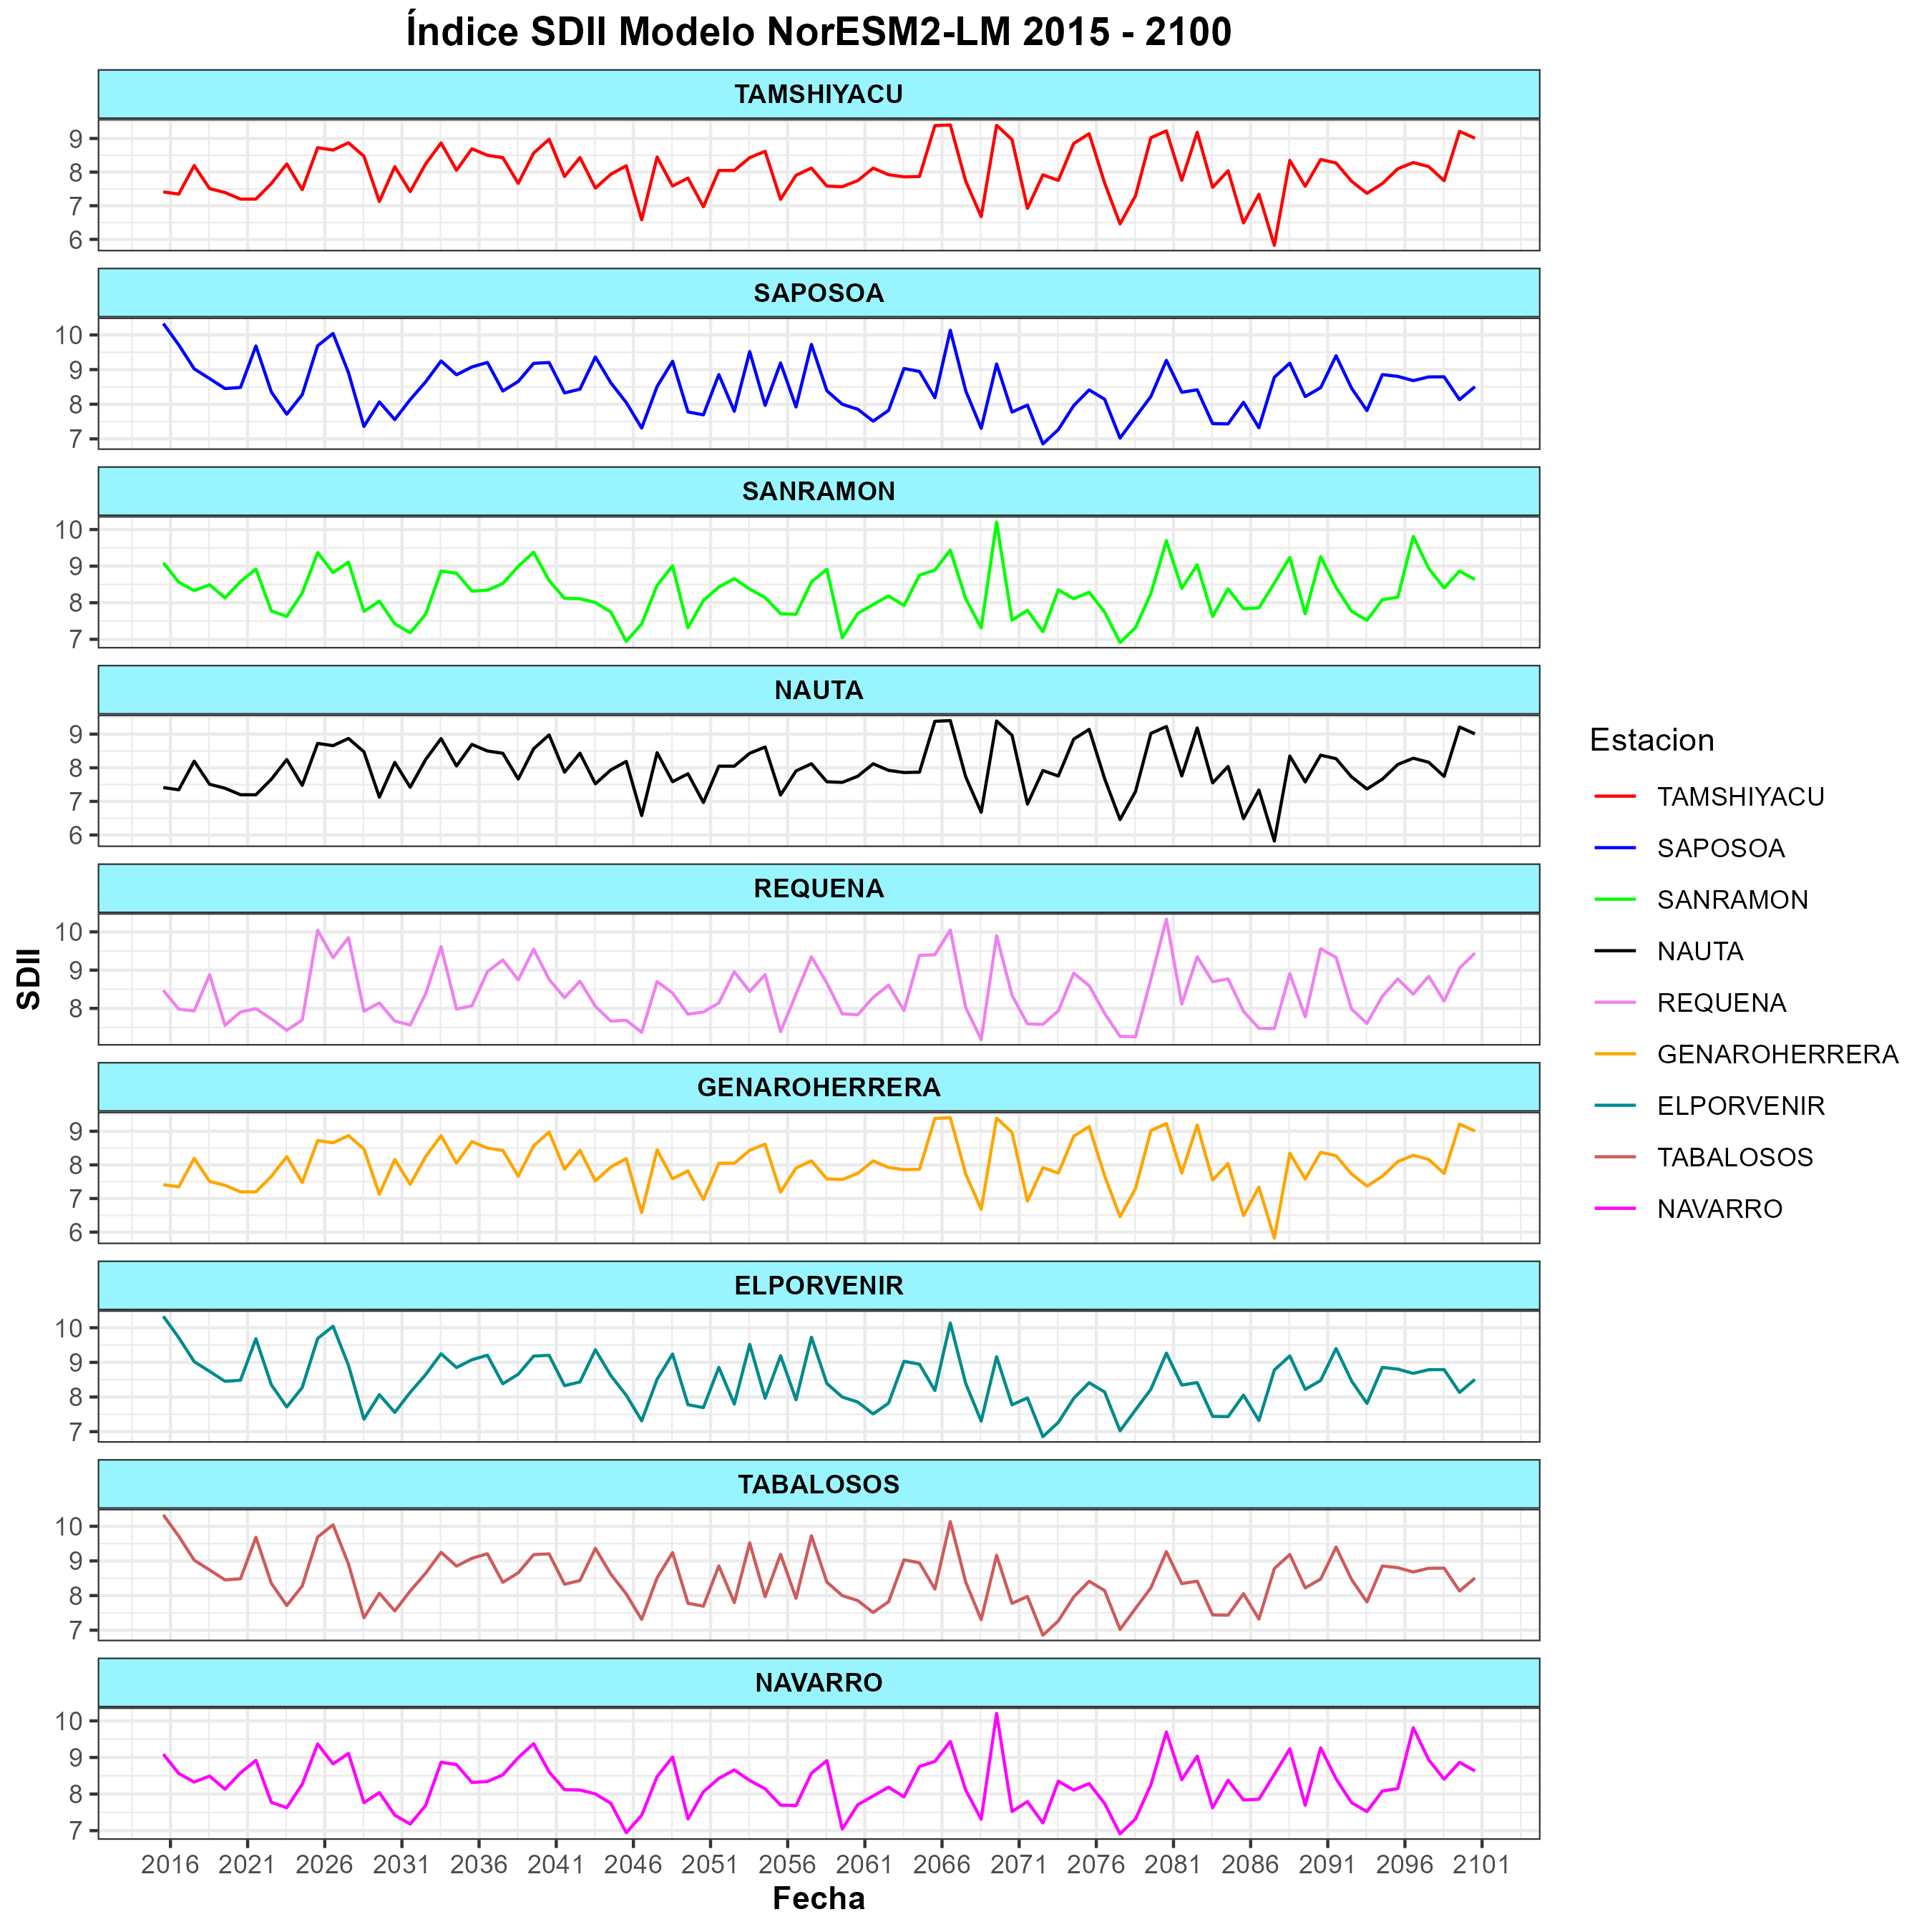 Índice SDII Modelo NorESM2-LM 2015 - 2100
TAMSHIYACU
9
8
7
6
SAPOSOA
10
9
8
7
SANRAMON
10
9
8
7
NAUTA
9
8
7
6
REQUENA
10
9
8
GENAROHERRERA
9
8
7
6
ELPORVENIR
10
9
8
7
TABALOSOS
10
9
8
7
NAVARRO
10
9
8
7
2016 2021 2026 2031 2036 2041 2046 2051 2056 2061 2066 2071 2076 2081 2086 2091 2096 2101
Fecha
SDII
Estacion
TAMSHIYACU
SAPOSOA
SANRAMON
NAUTA
REQUENA
GENAROHERRERA
ELPORVENIR
TABALOSOS
NAVARRO